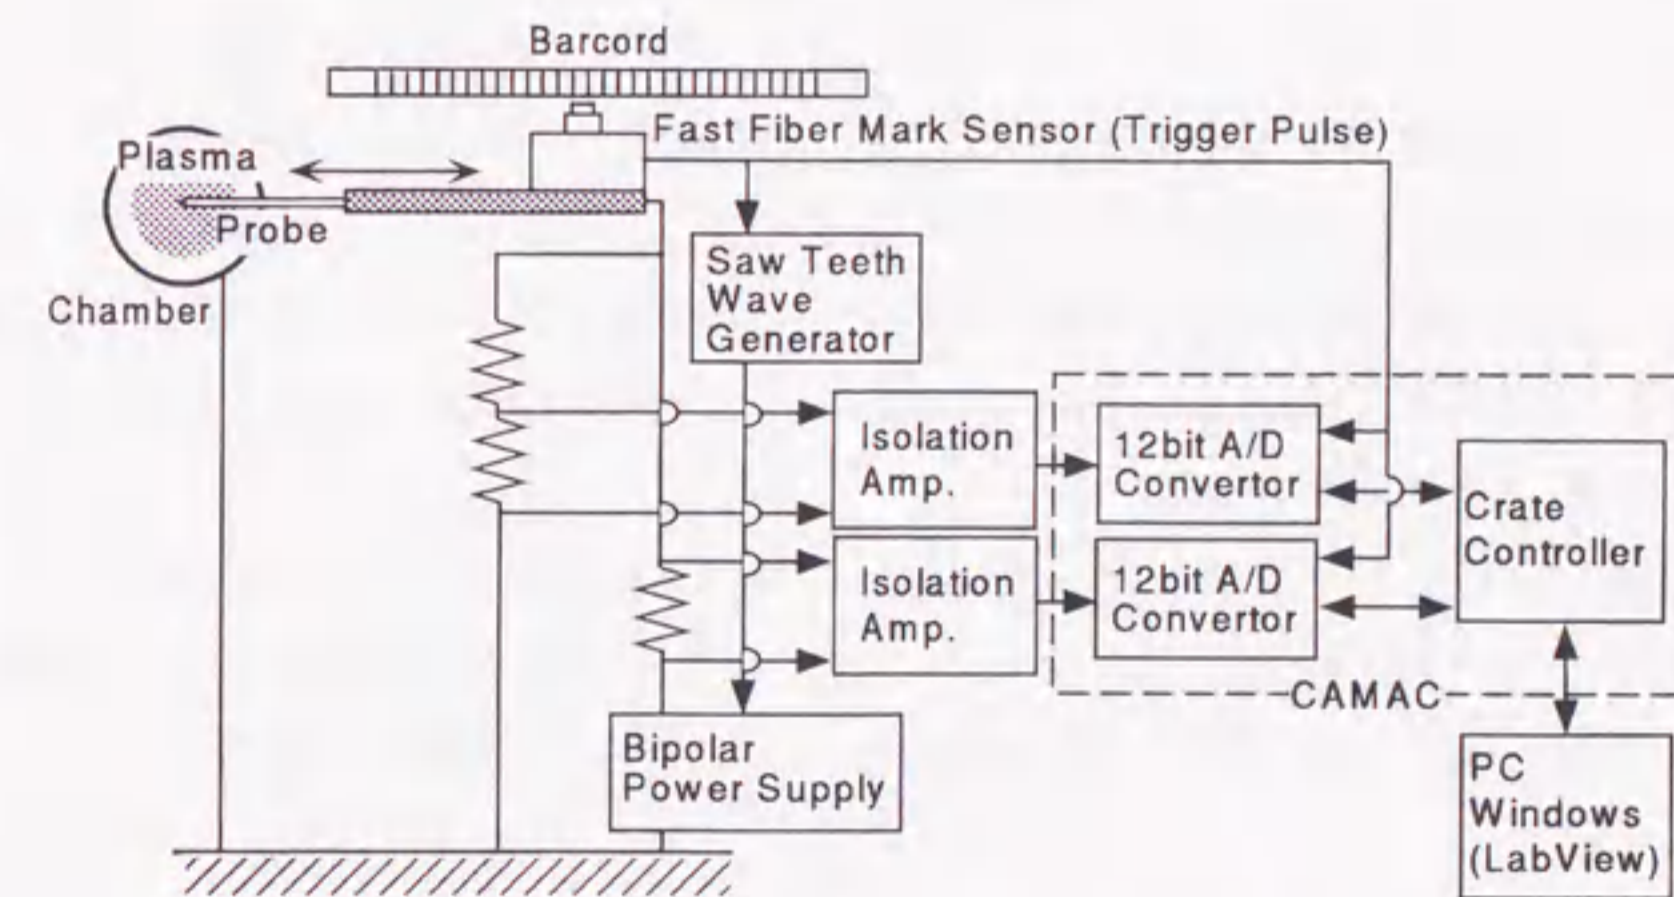 Barcord
Fast Fiber Mark Sensor (Trigger Pulse)
Plasma
Probe
Chamber
Saw Teeth
Wave
Generator
Isolation
Amp.
12bit A/D
Convertor
Crate
Controller
Isolation
Amp.
12bit A/D
Convertor
CAMAC
Bipolar
Power Supply
PC
Windows
(LabView)